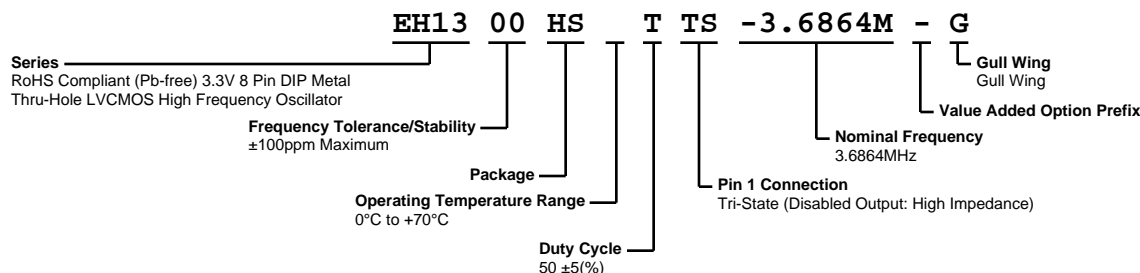 EH13 00 HS T TS -3.6864M - G
Series
RoHS Compliant (Pb-free) 3.3V 8 Pin DIP Metal
Thru-Hole LVCMOS High Frequency Oscillator
Gull Wing
Gull Wing
Value Added Option Prefix
Frequency Tolerance/Stability
±100ppm Maximum
Nominal Frequency
3.6864MHz
Package
Pin 1 Connection
Tri-State (Disabled Output: High Impedance)
Operating Temperature Range
0°C to +70°C
Duty Cycle
50 ±5(%)